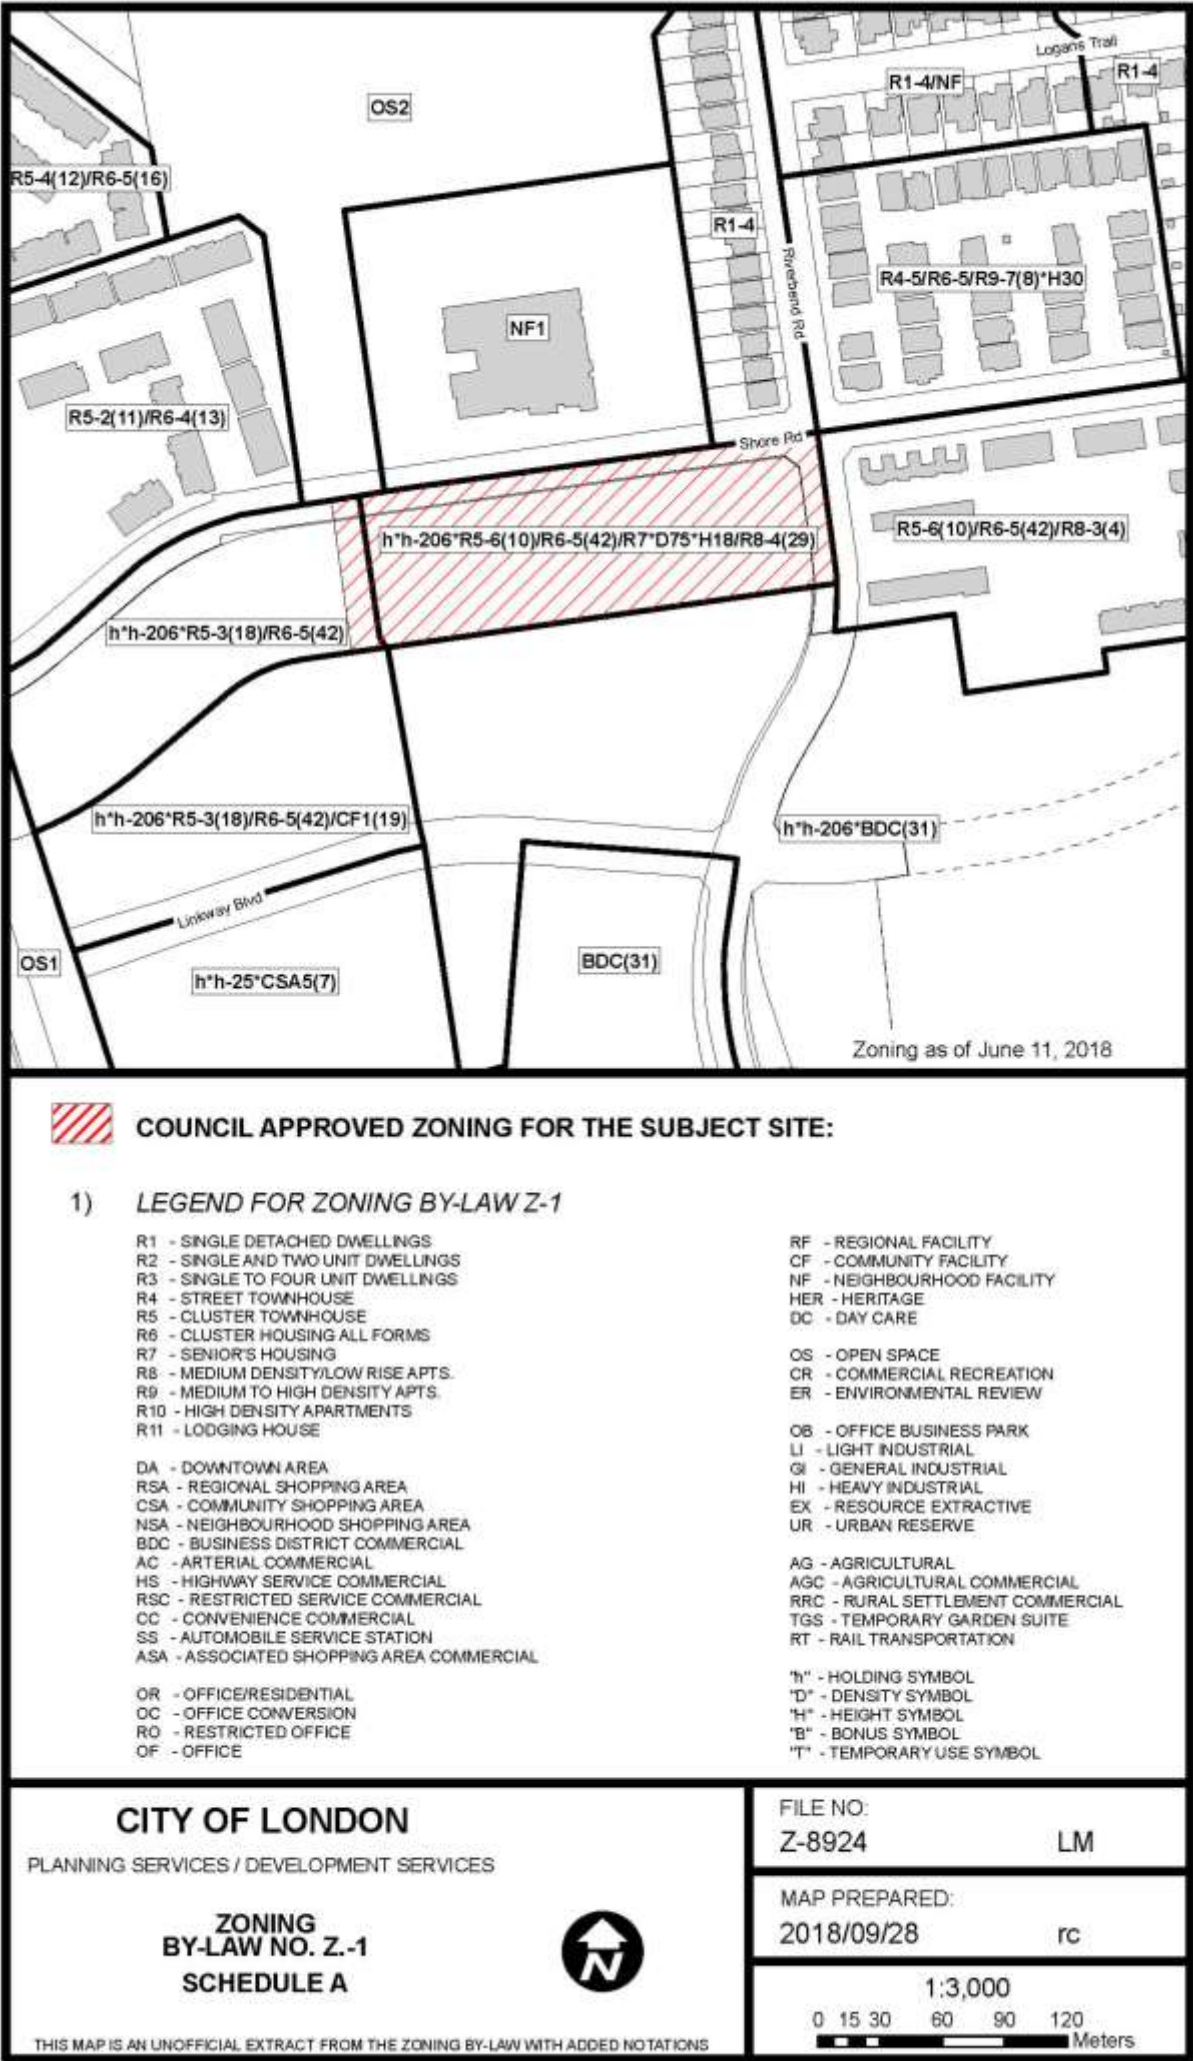 Logans Trail
R1-4
R1-4/NF
OS2
R5-4(12)/R6-5(16)
R1-4
Riverbend Rd
R4-5/R6-5/R9-7(8)*H30
NF1
R5-2(11)/R6-4(13)
Shore Rd
h*h-206*R5-6(10)/R6-5(42)/R7*D75*H18/R8-4(29)
R5-6(10)/R6-5(42)/R8-3(4)
h*h-206*R5-3(18)/R6-5(42)
h*h-206*R5-3(18)/R6-5(42)/CF1(19)
h*h-206*BDC(31)
Linkway Blvd
OS1
BDC(31)
h*h-25*CSA5(7)
Zoning as of June 11, 2018
COUNCIL APPROVED ZONING FOR THE SUBJECT SITE:
1) LEGEND FOR ZONING BY-LAW Z-1
R1 - SINGLE DETACHED DWELLINGS
R2 - SINGLE AND TWO UNIT DWELLINGS
R3 - SINGLE TO FOUR UNIT DWELLINGS
R4 - STREET TOWNHOUSE
R5 - CLUSTER TOWNHOUSE
R6 - CLUSTER HOUSING ALL FORMS
R7 - SENIOR'S HOUSING
R8 - MEDIUM DENSITY/LOW RISE APTS.
R9 - MEDIUM TO HIGH DENSITY APTS.
R10 - HIGH DENSITY APARTMENTS
R11 - LODGING HOUSE
DA - DOWNTOWN AREA
RSA - REGIONAL SHOPPING AREA
CSA - COMMUNITY SHOPPING AREA
NSA - NEIGHBOURHOOD SHOPPING AREA
BDC - BUSINESS DISTRICT COMMERCIAL
AC - ARTERIAL COMMERCIAL
HS - HIGHWAY SERVICE COMMERCIAL
RSC - RESTRICTED SERVICE COMMERCIAL
CC - CONVENIENCE COMMERCIAL
SS - AUTOMOBILE SERVICE STATION
ASA - ASSOCIATED SHOPPING AREA COMMERCIAL
OR - OFFICE/RESIDENTIAL
OC - OFFICE CONVERSION
RO - RESTRICTED OFFICE
OF - OFFICE
RF - REGIONAL FACILITY
CF - COMMUNITY FACILITY
NF - NEIGHBOURHOOD FACILITY
HER - HERITAGE
DC - DAY CARE
OS - OPEN SPACE
CR - COMMERCIAL RECREATION
ER - ENVIRONMENTAL REVIEW
OB - OFFICE BUSINESS PARK
LI - LIGHT INDUSTRIAL
GI - GENERAL INDUSTRIAL
HI - HEAVY INDUSTRIAL
EX - RESOURCE EXTRACTIVE
UR - URBAN RESERVE
AG - AGRICULTURAL
AGC - AGRICULTURAL COMMERCIAL
RRC - RURAL SETTLEMENT COMMERCIAL
TGS - TEMPORARY GARDEN SUITE
RT - RAIL TRANSPORTATION
"h" - HOLDING SYMBOL
"D" - DENSITY SYMBOL
"H" - HEIGHT SYMBOL
"B" - BONUS SYMBOL
"T" - TEMPORARY USE SYMBOL
CITY OF LONDON
PLANNING SERVICES / DEVELOPMENT SERVICES
ZONING
BY-LAW NO. Z.-1
SCHEDULE A
N
THIS MAP IS AN UNOFFICIAL EXTRACT FROM THE ZONING BY-LAW WITH ADDED NOTATIONS
FILE NO:
Z-8924 LM
MAP PREPARED:
2018/09/28 rc
1:3,000
0 15 30 60 90 120
Meters